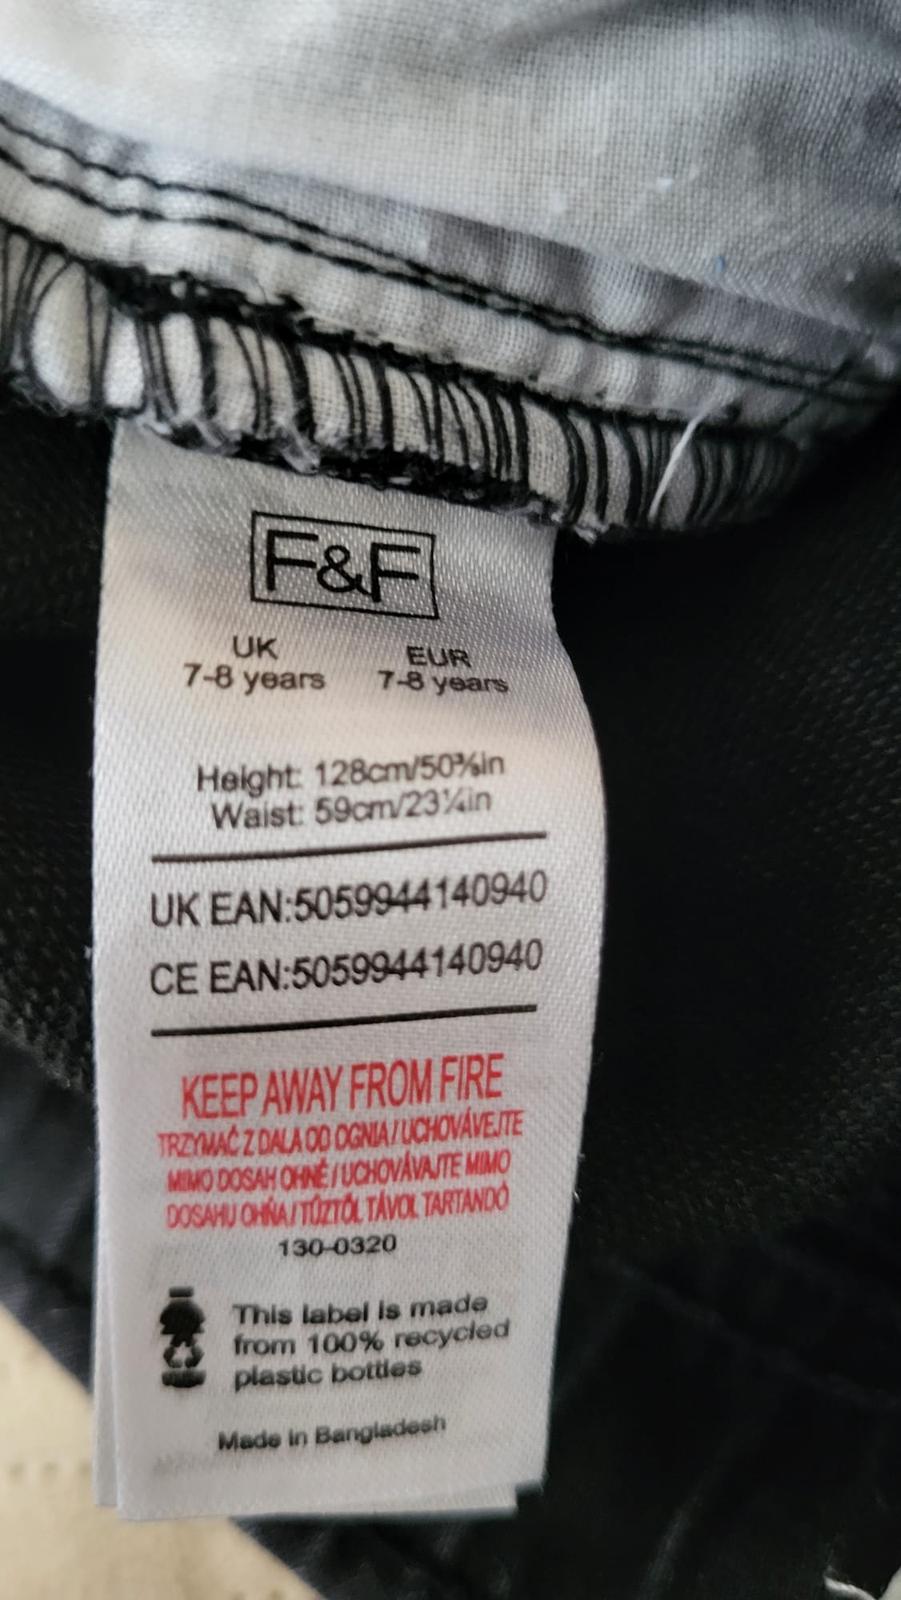 F&F
UK EUR
7-8 years 7-8 years
Height: 128cm/50⅜in
Waist: 59cm/23¼in
UK EAN:5059944140940
CE EAN:5059944140940
KEEP AWAY FROM FIRE
TRZYMAĆ Z DALA OD OGNIA / UCHOVÁVEJTE
MIMO DOSAH OHNĚ / UCHOVÁVAJTE MIMO
DOSAHU OHŇA / TŰZTŐL TÁVOL TARTANDÓ
130-0320
This label is made
from 100% recycled
plastic bottles
Made in Bangladesh